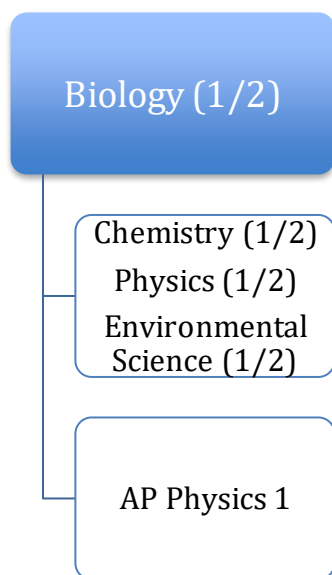 Biology (1/2)
Chemistry (1/2)
Physics (1/2)
Environmental
Science (1/2)
AP Physics 1